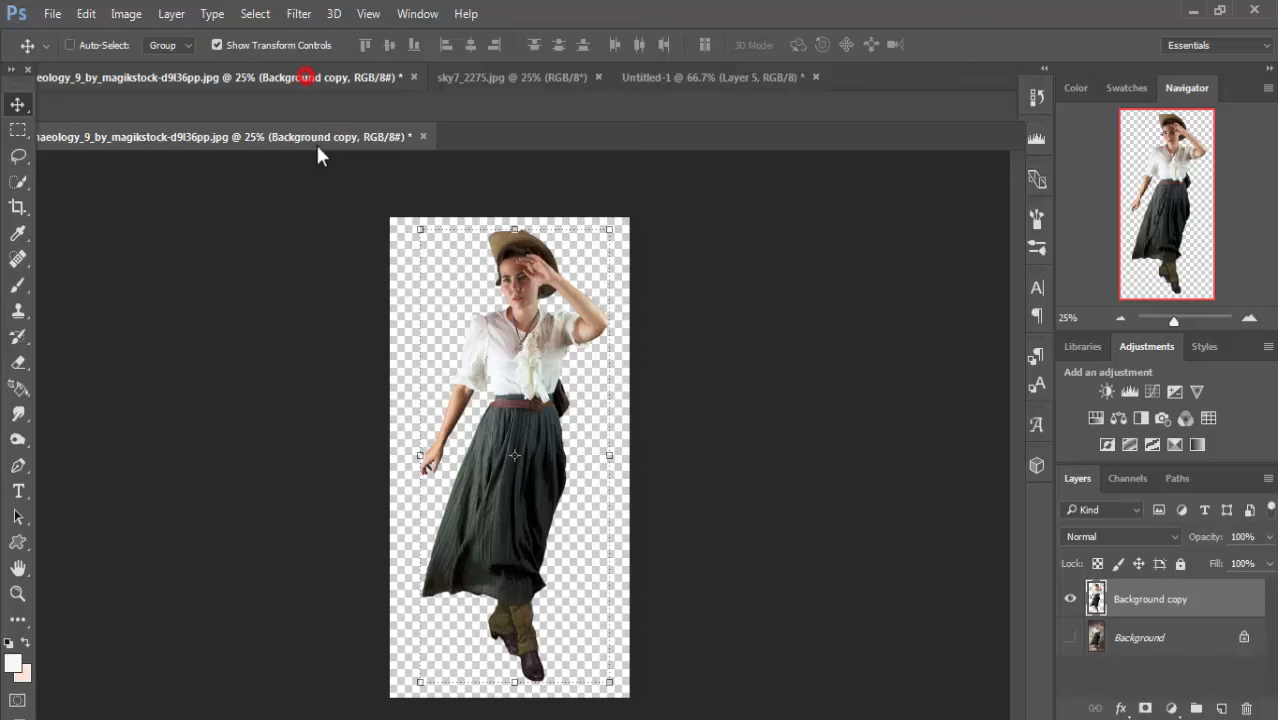 Ps File Edit Image Layer Type Select Filter 3D View Window Help
Auto-Select: Group Show Transform Controls 3D Mode: Essentials
eology_9_by_magikstock-d9l36pp.jpg @ 25% (Background copy, RGB/8#) * × sky7_2275.jpg @ 25% (RGB/8*) × Untitled-1 @ 66.7% (Layer 5, RGB/8) * ×
Color Swatches Navigator
haeology_9_by_magikstock-d9l36pp.jpg @ 25% (Background copy, RGB/8#) * ×
25%
Libraries Adjustments Styles
Add an adjustment
Layers Channels Paths
Kind
Normal Opacity: 100%
Lock: Fill: 100%
Background copy
Background